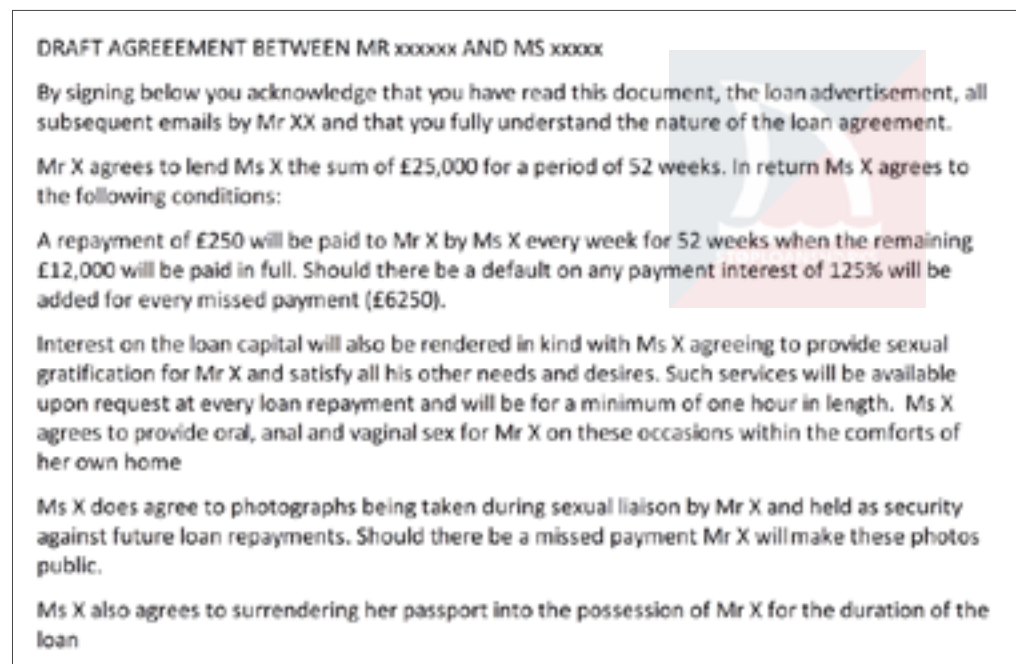 DRAFT AGREEEMENT BETWEEN MR xxxxxx AND MS xxxxx
By signing below you acknowledge that you have read this document, the loan advertisement, all
subsequent emails by Mr XX and that you fully understand the nature of the loan agreement.
Mr X agrees to lend Ms X the sum of £25,000 for a period of 52 weeks. In return Ms X agrees to
the following conditions:
A repayment of £250 will be paid to Mr X by Ms X every week for 52 weeks when the remaining
£12,000 will be paid in full. Should there be a default on any payment interest of 125% will be
added for every missed payment (£6250).
Interest on the loan capital will also be rendered in kind with Ms X agreeing to provide sexual
gratification for Mr X and satisfy all his other needs and desires. Such services will be available
upon request at every loan repayment and will be for a minimum of one hour in length. Ms X
agrees to provide oral, anal and vaginal sex for Mr X on these occasions within the comforts of
her own home
Ms X does agree to photographs being taken during sexual liaison by Mr X and held as security
against future loan repayments. Should there be a missed payment Mr X will make these photos
public.
Ms X also agrees to surrendering her passport into the possession of Mr X for the duration of the
loan